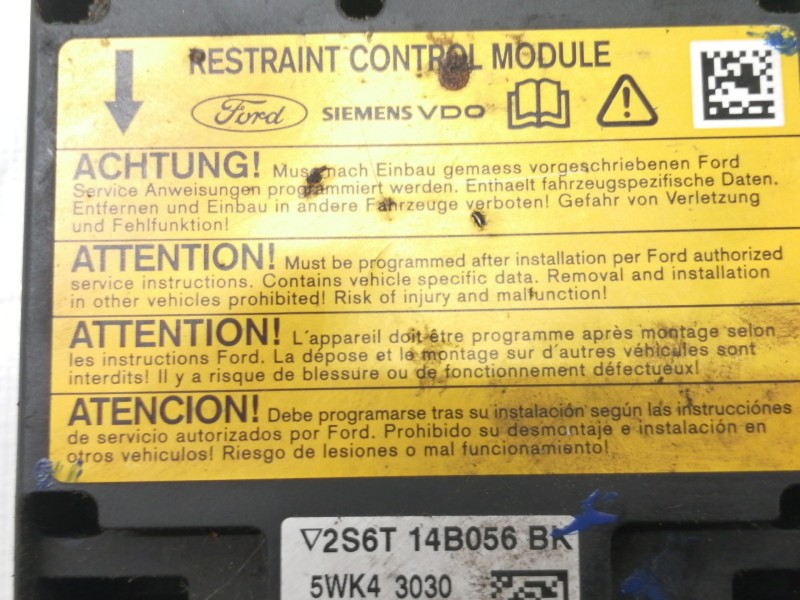 RESTRAINT CONTROL MODULE
Ford SIEMENS VDO
ACHTUNG! Muss nach Einbau gemaess vorgeschriebenen Ford
Service Anweisungen programmiert werden. Enthaelt fahrzeugspezifische Daten.
Entfernen und Einbau in andere Fahrzeuge verboten! Gefahr von Verletzung
und Fehlfunktion!
ATTENTION! Must be programmed after installation per Ford authorized
service instructions. Contains vehicle specific data. Removal and installation
in other vehicles prohibited! Risk of injury and malfunction!
ATTENTION! L'appareil doit être programme après montage selon
les instructions Ford. La dépose et le montage sur d'autres véhicules sont
interdits! Il y a risque de blessure ou de fonctionnement défectueux!
ATENCION! Debe programarse tras su instalación según las instrucciónes
de servicio autorizados por Ford. Prohibido su desmontaje e instalación en
otros vehiculos! Riesgo de lesiones o mal funcionamiento!
2S6T 14B056 BK
5WK4 3030